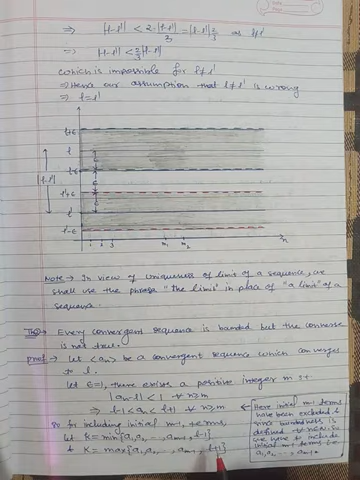 ⇒ |l-l'| < 2·|l-l'|/3 = |l-l'| 2/3 as l≠l'
⇒ |l-l'| < 2/3 |l-l'|
which is impossible for l≠l'
⇒ Hence our assumption that l≠l' is wrong
⇒ l=l'
l+ε
l
l-ε
|l-l'|
l'+ε
l'
l'-ε
1 2 3 m₁ m₂ n
Note → In view of uniqueness of limit of a sequence, we
shall use the phrase "the limit" in place of "a limit" of a
sequence.
Th → Every convergent sequence is bounded but the converse
is not true.
Proof → let <aₙ> be a convergent sequence which converges
to l.
let ε=1, there exists a positive integer m s.t.
|aₙ-l| < 1 ∀ n≥m
⇒ l-1 < aₙ < l+1 ∀ n≥m
so for including initial m-1 terms,
let k = min{a₁,a₂, ..., aₘ₋₁, l-1}
& K = max{a₁,a₂, ..., aₘ₋₁, l+1}
Here initial m-1 terms
have been excluded &
since boundedness is
defined ∀ n∈N, so
we have to include
initial m-1 terms i.e.
a₁,a₂, ..., aₘ₋₁.